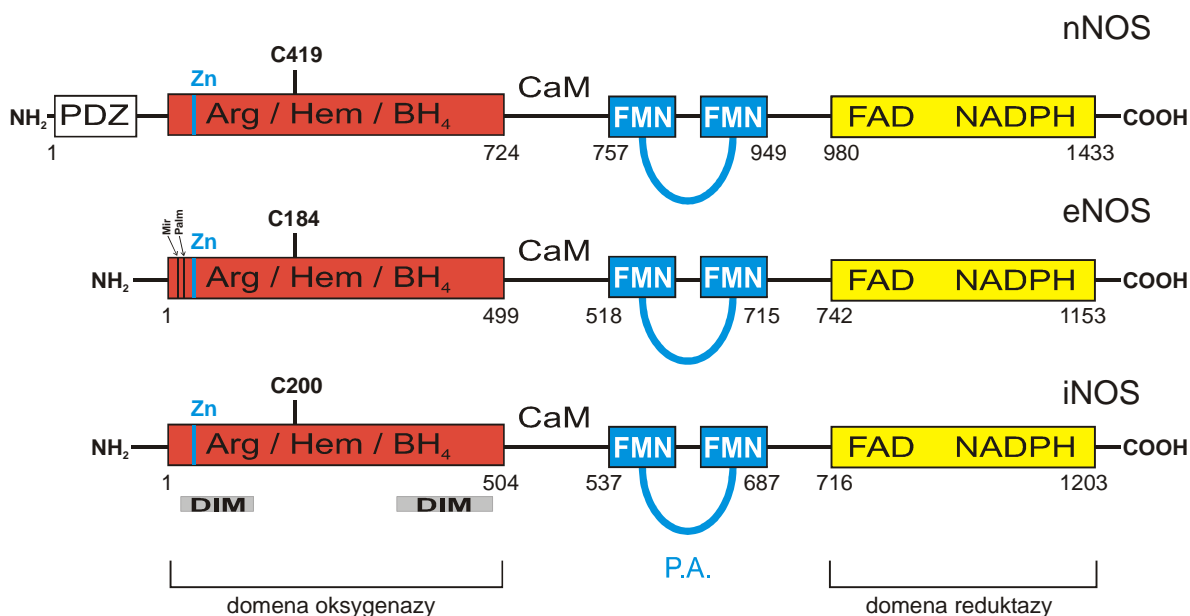 nNOS
C419
Zn
CaM
NH2 PDZ Arg / Hem / BH4 FMN FMN FAD NADPH COOH
1 724 757 949 980 1433
eNOS
Mir
Palm
C184
Zn
CaM
NH2 Arg / Hem / BH4 FMN FMN FAD NADPH COOH
1 499 518 715 742 1153
iNOS
C200
Zn
CaM
NH2 Arg / Hem / BH4 FMN FMN FAD NADPH COOH
1 504 537 687 716 1203
DIM DIM
P.A.
domena oksygenazy domena reduktazy